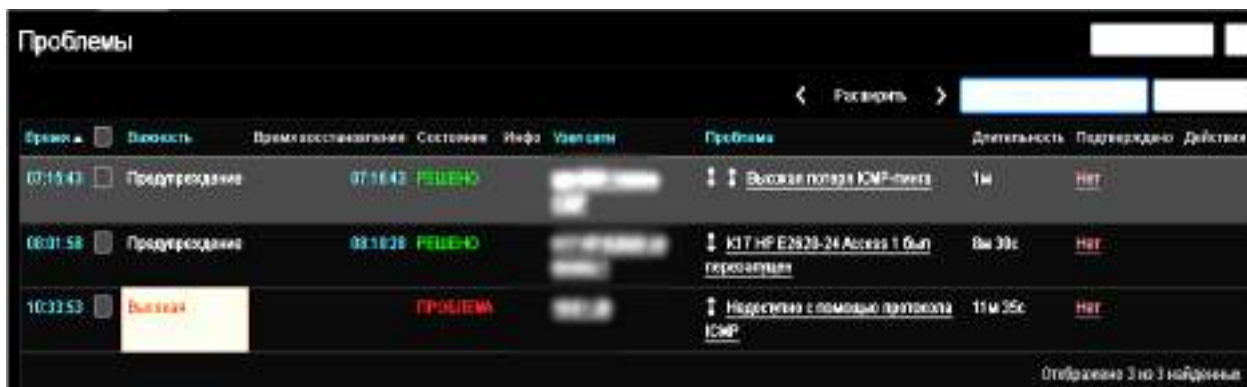 Проблемы
Расширить
Время Важность Время восстановления Состояние Инфо Узел сети Проблема Длительность Подтверждено Действия
07:15:43 Предупреждение 07:16:43 РЕШЕНО Высокая потеря ICMP-пинга 1м Нет
08:01:58 Предупреждение 08:10:28 РЕШЕНО K17 HP E2620-24 Access 1 был 8м 30с Нет
перезапущен
10:33:53 Высокая ПРОБЛЕМА Недоступно с помощью протокола 11м 35с Нет
ICMP
Отображено 3 из 3 найденных